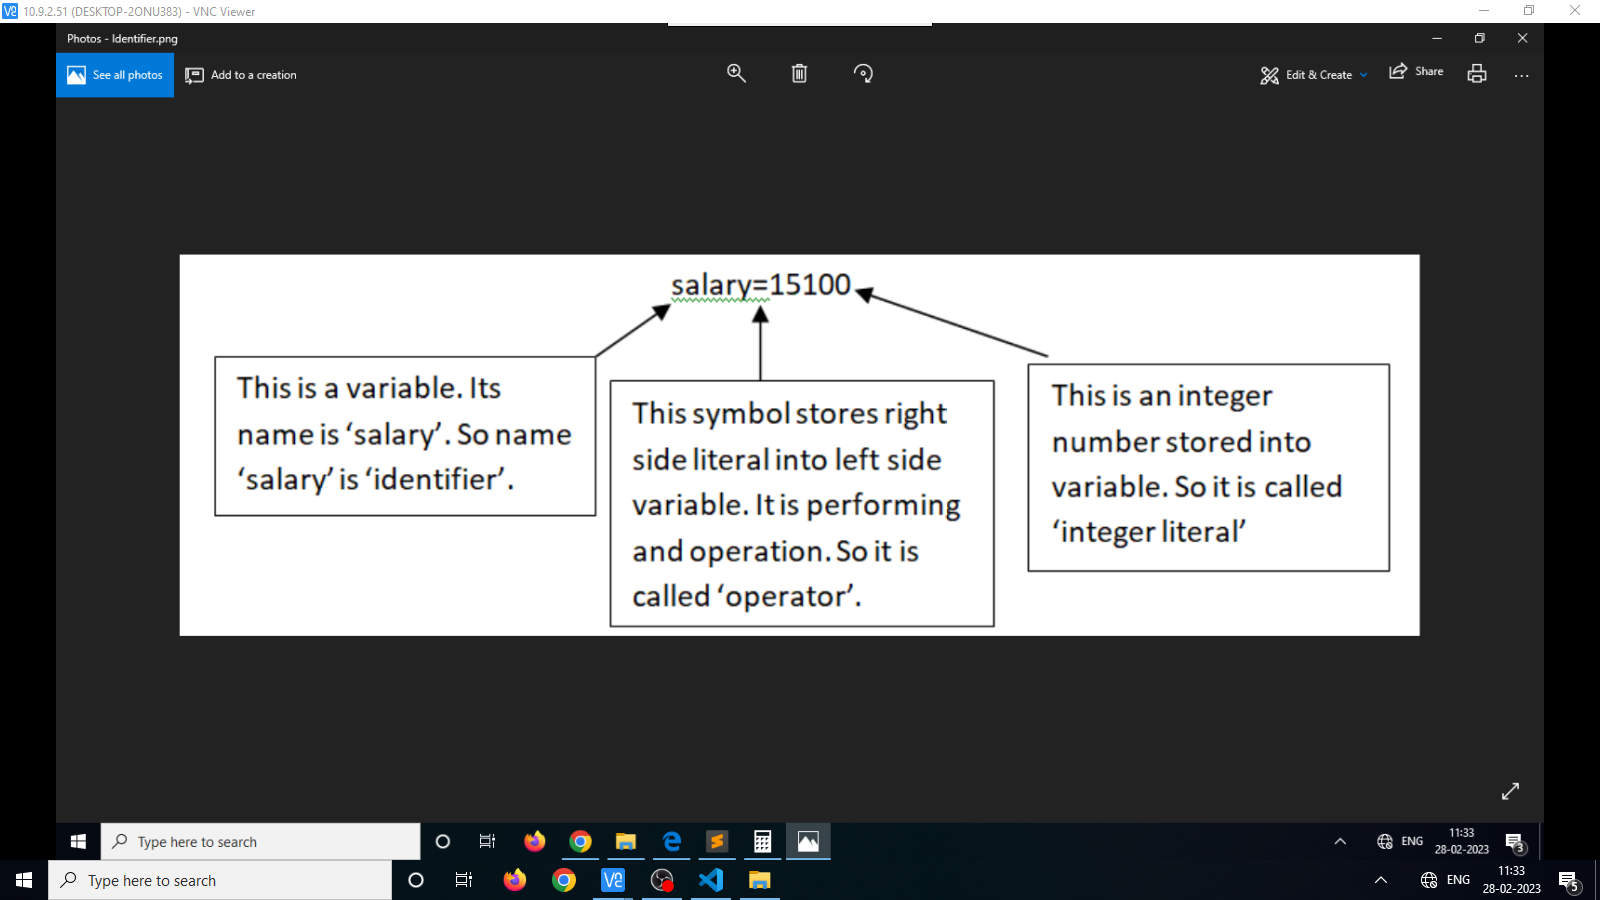 10.9.2.51 (DESKTOP-2ONU383) - VNC Viewer
Photos - Identifier.png
See all photos
Add to a creation
Edit & Create
Share
salary=15100
This is a variable. Its
name is ‘salary’. So name
‘salary’ is ‘identifier’.
This symbol stores right
side literal into left side
variable. It is performing
and operation. So it is
called ‘operator’.
This is an integer
number stored into
variable. So it is called
‘integer literal’
Type here to search
ENG
11:33
28-02-2023
3
Type here to search
ENG
11:33
28-02-2023
5